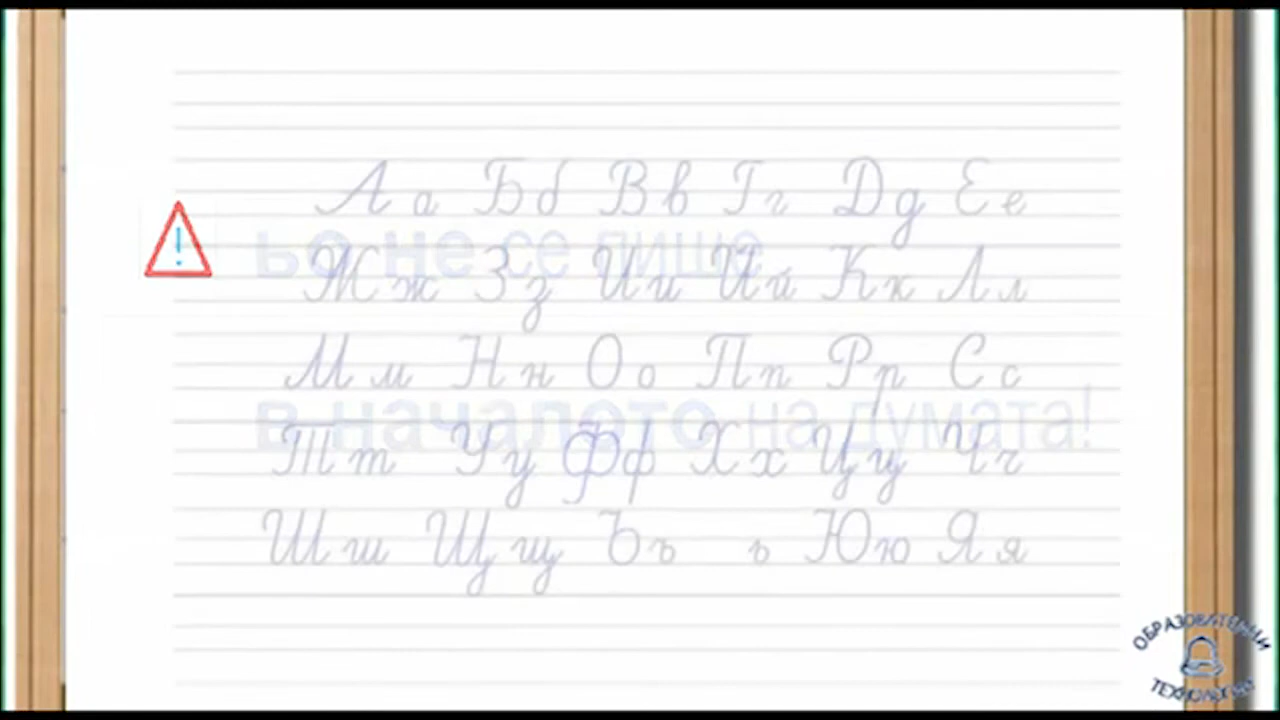 Аа Бб Вв Гг Дд Ее
ьо не се пише
Жж Зз Ии Йй Кк Лл
Мм Нн Оо Пп Рр Сс
в началото на думата!
Тт Уу Фф Хх Цц Чч
Шш Щщ Ъъ ь Юю Яя
ОБРАЗОВАТЕЛНИ
ТЕХНОЛОГИИ